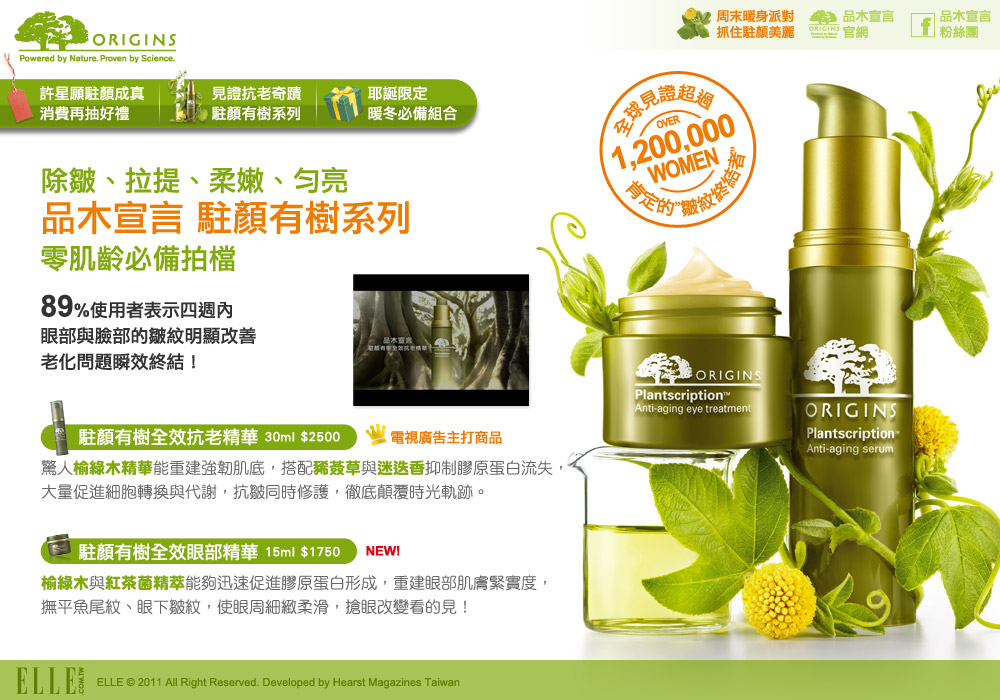 ORIGINS
Powered by Nature. Proven by Science.
周末暖身派對
抓住駐顏美麗
品木宣言
官網
品木宣言
粉絲團
許星願駐顏成真
消費再抽好禮
見證抗老奇蹟
駐顏有樹系列
耶誕限定
暖冬必備組合
全球見證超過
OVER
1,200,000
WOMEN
肯定的"皺紋終結者"
除皺、拉提、柔嫩、勻亮
品木宣言 駐顏有樹系列
零肌齡必備拍檔
89%使用者表示四週內
眼部與臉部的皺紋明顯改善
老化問題瞬效終結！
品木宣言
駐顏有樹全效抗老精華
駐顏有樹全效抗老精華 30ml $2500
電視廣告主打商品
驚人榆綠木精華能重建強韌肌底，搭配豨薟草與迷迭香抑制膠原蛋白流失，
大量促進細胞轉換與代謝，抗皺同時修護，徹底顛覆時光軌跡。
駐顏有樹全效眼部精華 15ml $1750
NEW!
榆綠木與紅茶菌精萃能夠迅速促進膠原蛋白形成，重建眼部肌膚緊實度，
撫平魚尾紋、眼下皺紋，使眼周細緻柔滑，搶眼改變看的見！
ORIGINS
Plantscription™
Anti-aging eye treatment
ORIGINS
Plantscription™
Anti-aging serum
ELLE.COM.TW
ELLE © 2011 All Right Reserved. Developed by Hearst Magazines Taiwan